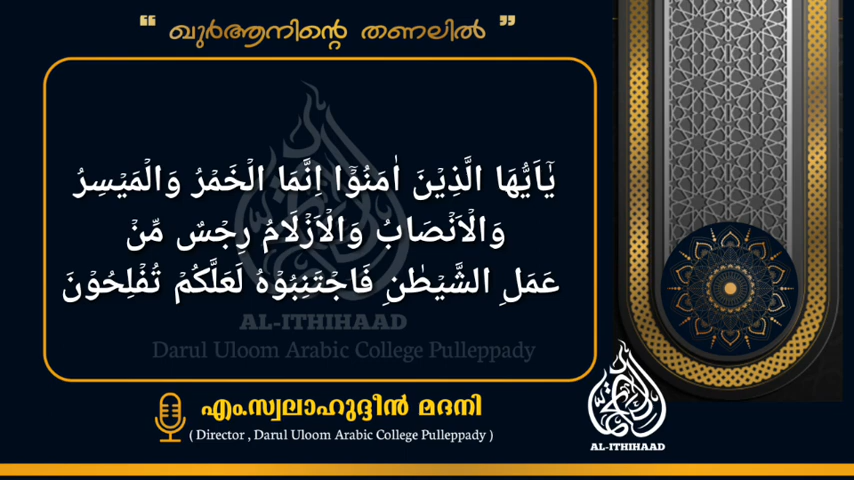 “ ഖുർആനിന്റെ തണലിൽ ”
يٰٓاَيُّهَا الَّذِيْنَ اٰمَنُوْٓا اِنَّمَا الْخَمْرُ وَالْمَيْسِرُ
وَالْاَنْصَابُ وَالْاَزْلَامُ رِجْسٌ مِّنْ
عَمَلِ الشَّيْطٰنِ فَاجْتَنِبُوْهُ لَعَلَّكُمْ تُفْلِحُوْنَ
AL-ITHIHAAD
Darul Uloom Arabic College Pulleppady
എം.സ്വലാഹുദ്ദീൻ മദനി
( Director , Darul Uloom Arabic College Pulleppady )
AL-ITHIHAAD